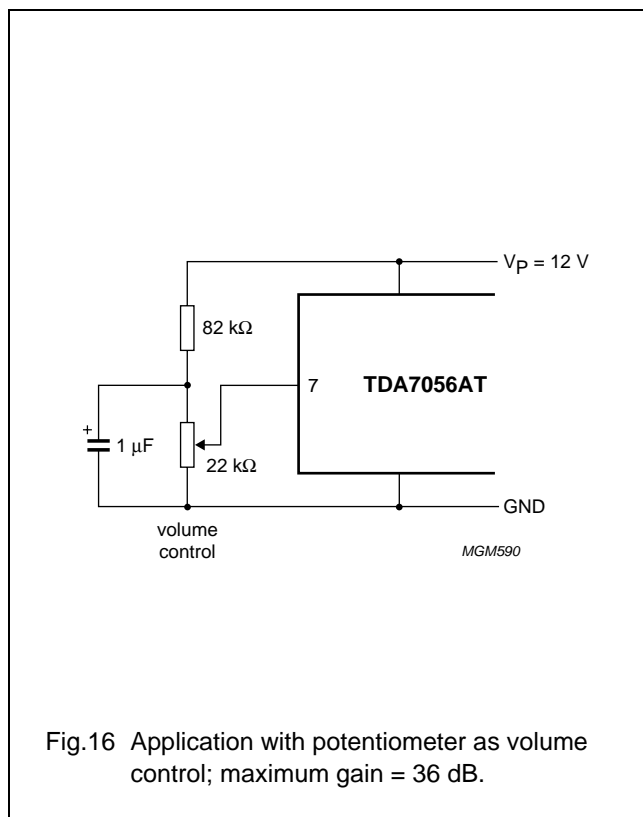 V_P = 12 V
82 kΩ
7
TDA7056AT
+
1 μF
22 kΩ
GND
volume
control
MGM590
Fig.16 Application with potentiometer as volume
control; maximum gain = 36 dB.